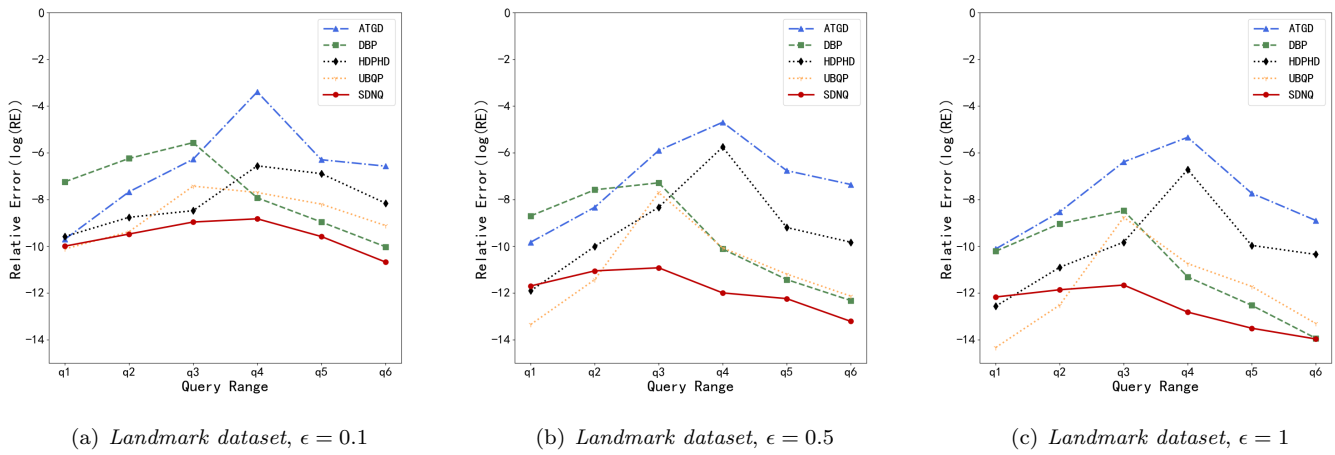 0
−2
−4
−6
−8
−10
−12
−14
Relative Error(log(RE))
ATGD
DBP
HDPHD
UBQP
SDNQ
q1 q2 q3 q4 q5 q6
Query Range
(a) Landmark dataset, ϵ = 0.1
0
−2
−4
−6
−8
−10
−12
−14
Relative Error(log(RE))
ATGD
DBP
HDPHD
UBQP
SDNQ
q1 q2 q3 q4 q5 q6
Query Range
(b) Landmark dataset, ϵ = 0.5
0
−2
−4
−6
−8
−10
−12
−14
Relative Error(log(RE))
ATGD
DBP
HDPHD
UBQP
SDNQ
q1 q2 q3 q4 q5 q6
Query Range
(c) Landmark dataset, ϵ = 1